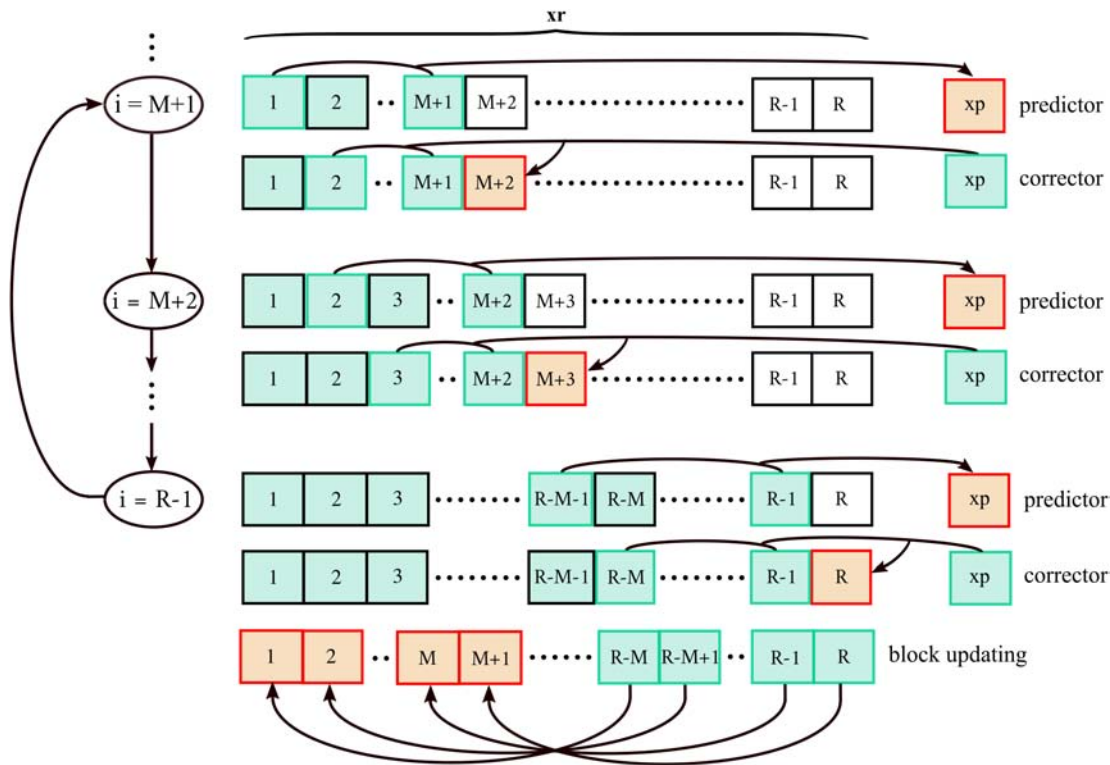 xr
i = M+1 1 2 ·· M+1 M+2 ················ R-1 R xp predictor
1 2 ·· M+1 M+2 ················ R-1 R xp corrector
i = M+2 1 2 3 ·· M+2 M+3 ············ R-1 R xp predictor
1 2 3 ·· M+2 M+3 ············ R-1 R xp corrector
i = R-1 1 2 3 ········ R-M-1 R-M ······· R-1 R xp predictor
1 2 3 ········ R-M-1 R-M ······· R-1 R xp corrector
1 2 ·· M M+1 ······ R-M R-M+1 ·· R-1 R block updating